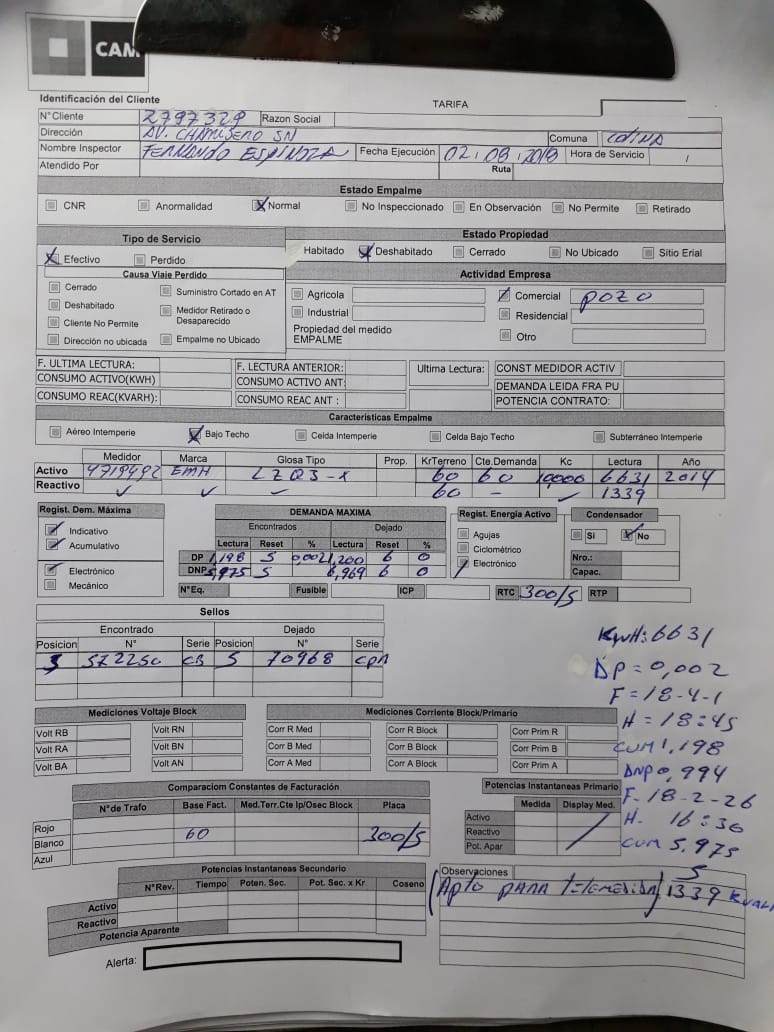 CAM
Identificación del Cliente
TARIFA
N°Cliente 2797329 Razon Social
Dirección AV. CHAMISERO SN Comuna COLINA
Nombre Inspector FERNANDO ESPINOZA Fecha Ejecución 02.08.2018 Hora de Servicio /
Atendido Por Ruta
Estado Empalme
CNR Anormalidad Normal No Inspeccionado En Observación No Permite Retirado
Tipo de Servicio
Efectivo Perdido
Causa Viaje Perdido
Cerrado Suministro Cortado en AT
Deshabitado Medidor Retirado o Desaparecido
Cliente No Permite
Dirección no ubicada Empalme no Ubicado
Estado Propiedad
Habitado Deshabitado Cerrado No Ubicado Sitio Erial
Actividad Empresa
Agrícola Comercial POZO
Industrial Residencial
Propiedad del medido
EMPALME Otro
F. ULTIMA LECTURA: F. LECTURA ANTERIOR: Ultima Lectura: CONST MEDIDOR ACTIV
CONSUMO ACTIVO(KWH) CONSUMO ACTIVO ANT: DEMANDA LEIDA FRA PU
CONSUMO REAC(KVARH): CONSUMO REAC ANT : POTENCIA CONTRATO:
Características Empalme
Aéreo Intemperie Bajo Techo Celda Intemperie Celda Bajo Techo Subterráneo Intemperie
Medidor Marca Glosa Tipo Prop. KrTerreno Cte.Demanda Kc Lectura Año
Activo 4719492 EMH LZQJ-X 60 60 10000 6631 2014
Reactivo 60 - 1339
Regist. Dem. Máxima
Indicativo
Acumulativo
Electrónico
Mecánico
DEMANDA MAXIMA
Encontrados Dejado
Lectura Reset % Lectura Reset %
DP 1,198 5 0,002 1,200 6 0
DNP 5,975 5 6,969 6 0
Regist. Energía Activo
Agujas
Ciclométrico
Electrónico
Condensador
Si No
Nro.:
Capac.
N°Eq. Fusible ICP RTC 300/5 RTP
Sellos
Encontrado Dejado
Posicion N° Serie Posicion N° Serie
5 CB 5 70968 CPM
KWH: 6631
DP = 0,002
F = 18-4-1
H = 18:45
CUM 1,198
DNP 0,994
F. 18-2-26
H. 16:36
CUM 5,975
5
1339 KVARH
Mediciones Voltaje Block
Volt RB Volt RN
Volt RA Volt BN
Volt BA Volt AN
Mediciones Corriente Block/Primario
Corr R Med Corr R Block Corr Prim R
Corr B Med Corr B Block Corr Prim B
Corr A Med Corr A Block Corr Prim A
Comparaciom Constantes de Facturación
N°de Trafo Base Fact. Med.Terr.Cte Ip/Osec Block Placa
Rojo
Blanco 60 300/5
Azul
Potencias Instantaneas Primario
Medida Display Med.
Activo
Reactivo
Pot. Apar
Potencias Instantaneas Secundario
N°Rev. Tiempo Poten. Sec. Pot. Sec. x Kr Coseno
Activo
Reactivo
Potencia Aparente
Observaciones
(Apto PARA telemedida)
Alerta: